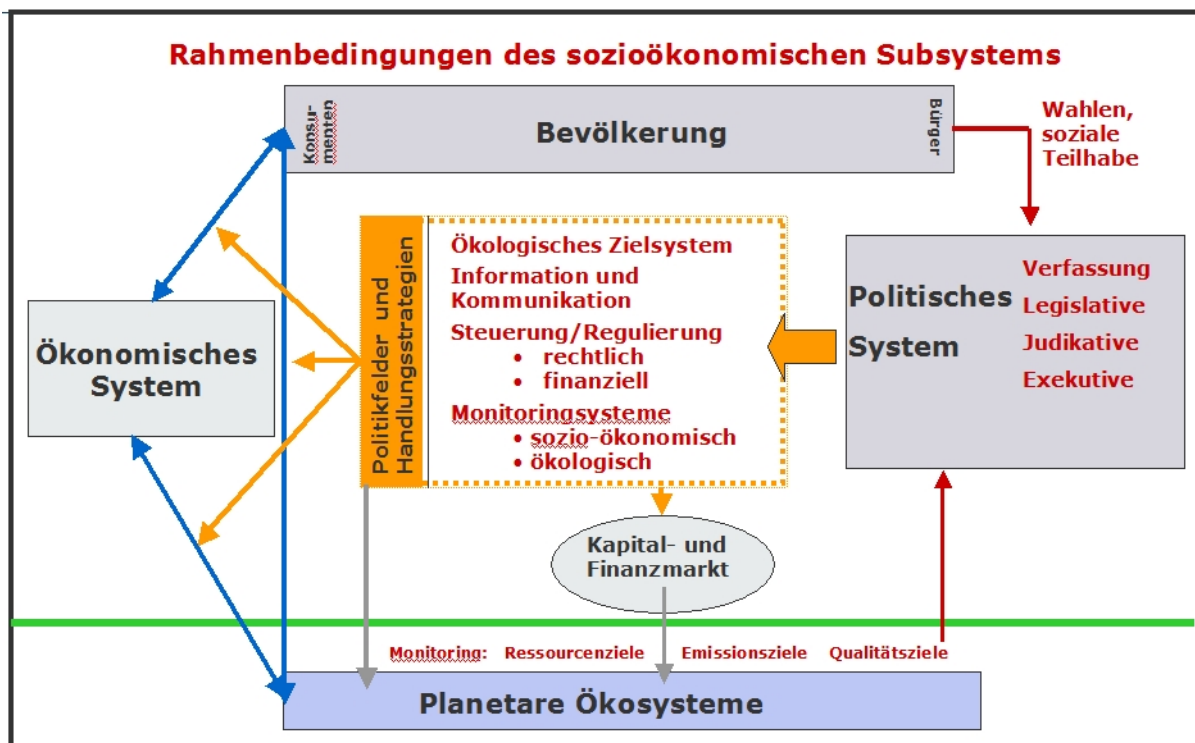 Rahmenbedingungen des sozioökonomischen Subsystems
Konsur-
menten
Bevölkerung
Bürger
Wahlen,
soziale
Teilhabe
Politikfelder und
Handlungsstrategien
Ökologisches Zielsystem
Information und
Kommunikation
Steuerung/Regulierung
• rechtlich
• finanziell
Monitoringsysteme
• sozio-ökonomisch
• ökologisch
Politisches
System
Verfassung
Legislative
Judikative
Exekutive
Ökonomisches
System
Kapital- und
Finanzmarkt
Monitoring: Ressourcenziele Emissionsziele Qualitätsziele
Planetare Ökosysteme